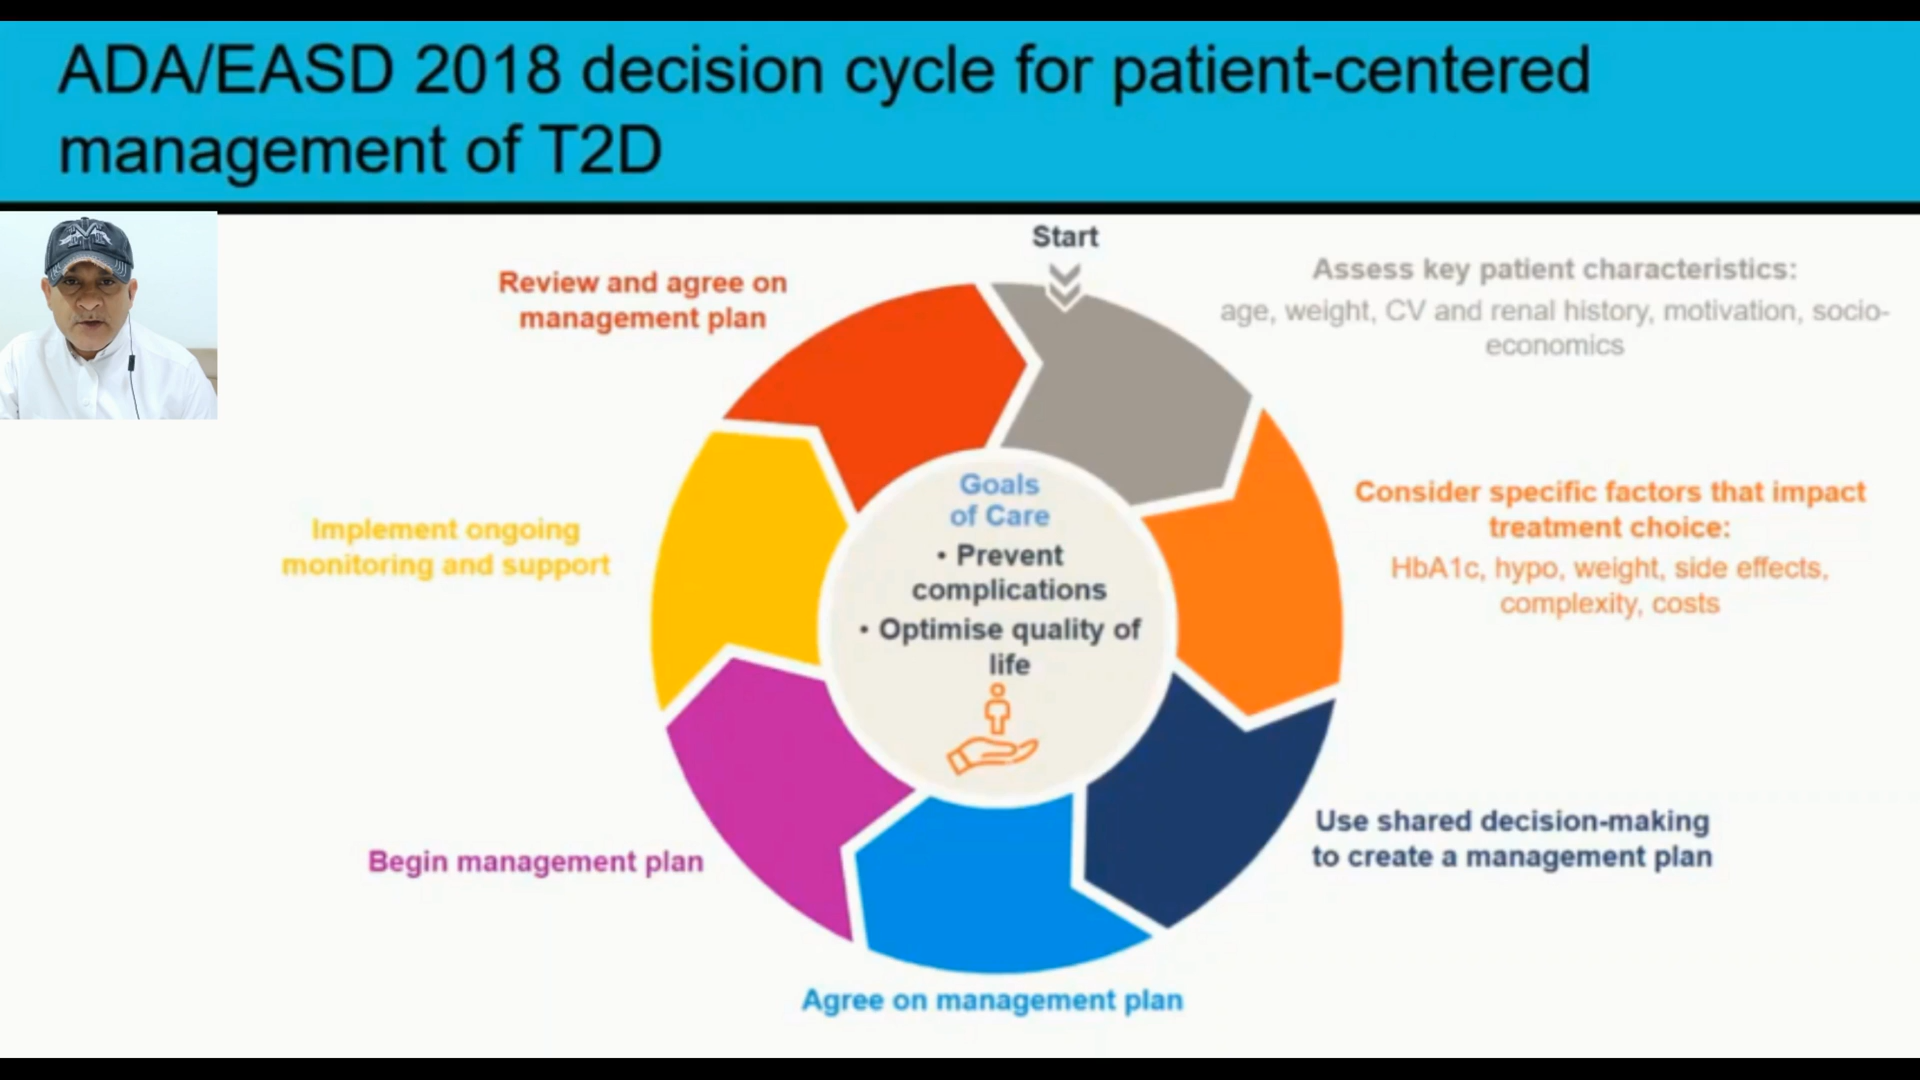 ADA/EASD 2018 decision cycle for patient-centered
management of T2D
Start
Assess key patient characteristics:
age, weight, CV and renal history, motivation, socio-
economics
Consider specific factors that impact
treatment choice:
HbA1c, hypo, weight, side effects,
complexity, costs
Use shared decision-making
to create a management plan
Agree on management plan
Begin management plan
Implement ongoing
monitoring and support
Review and agree on
management plan
Goals
of Care
• Prevent
complications
• Optimise quality of
life